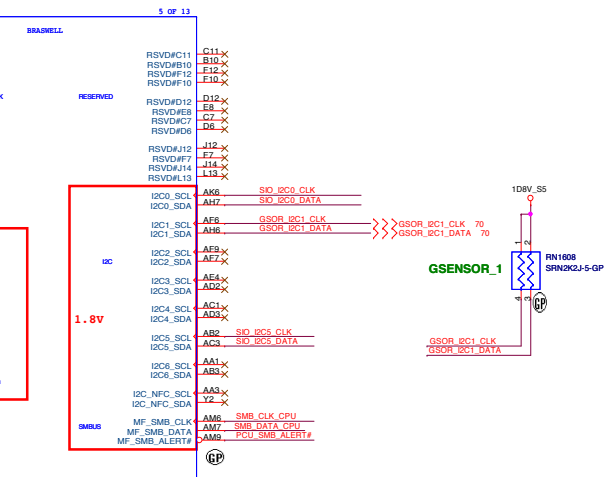 5 OF 13
BRASWELL
RSVD#C11 C11
RSVD#B10 B10
RSVD#F12 F12
RSVD#F10 F10
RESERVED
RSVD#D12 D12
RSVD#E8 E8
RSVD#C7 C7
RSVD#D6 D6
RSVD#J12 J12
RSVD#F7 F7
RSVD#J14 J14
RSVD#L13 L13
I2C0_SCL AK6 SIO_I2C0_CLK
I2C0_SDA AH7 SIO_I2C0_DATA
I2C1_SCL AF6 GSOR_I2C1_CLK GSOR_I2C1_CLK 70
I2C1_SDA AH6 GSOR_I2C1_DATA GSOR_I2C1_DATA 70
I2C2_SCL AF9
I2C2_SDA AF7
I2C
I2C3_SCL AE4
I2C3_SDA AD2
I2C4_SCL AC1
I2C4_SDA AD3
1.8V
I2C5_SCL AB2 SIO_I2C5_CLK
I2C5_SDA AC3 SIO_I2C5_DATA
I2C6_SCL AA1
I2C6_SDA AB3
I2C_NFC_SCL AA3
I2C_NFC_SDA Y2
MF_SMB_CLK AM6 SMB_CLK_CPU
SMBUS
MF_SMB_DATA AM7 SMB_DATA_CPU
MF_SMB_ALERT# AM9 PCU_SMB_ALERT#
GP
1D8V_S5
1 2
RN1608
GSENSOR_1 SRN2K2J-5-GP
4 3
GP
GSOR_I2C1_CLK
GSOR_I2C1_DATA